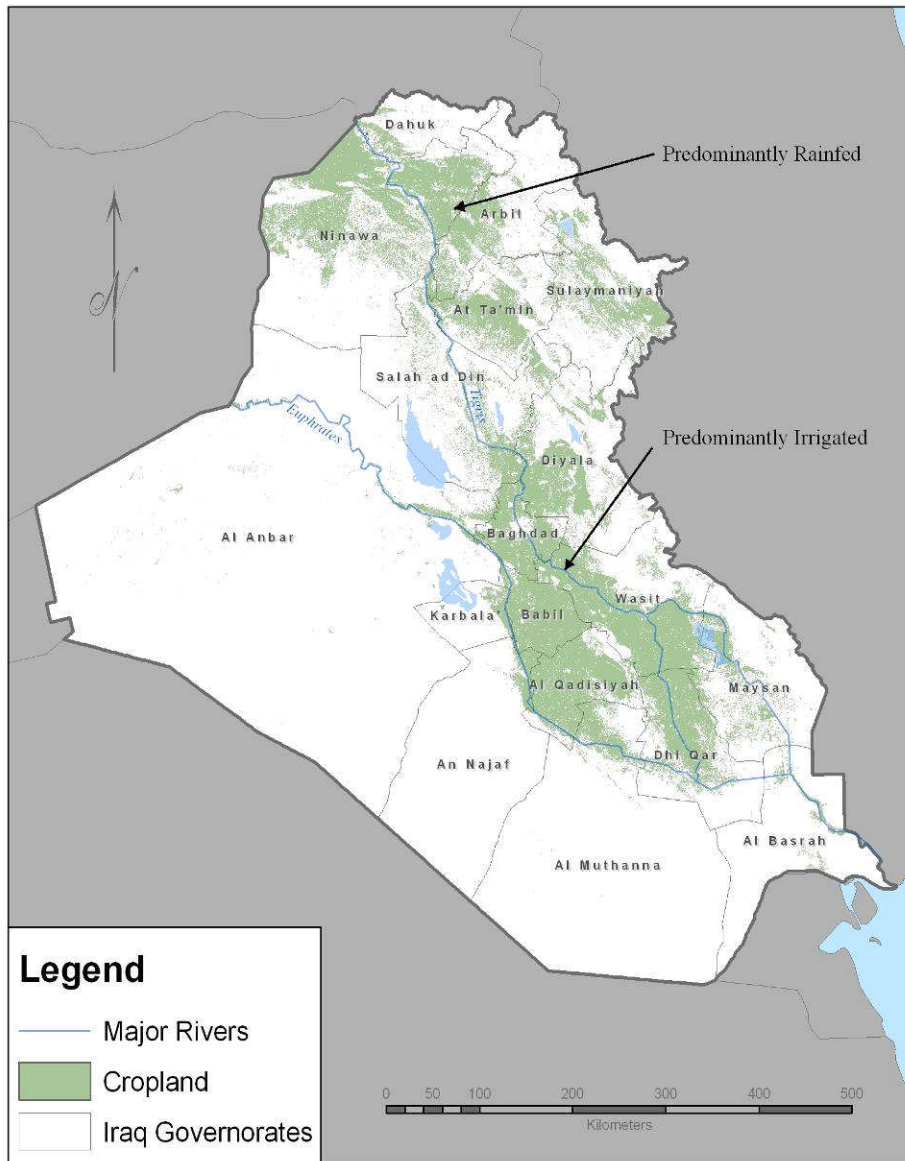 Dahuk
Predominantly Rainfed
Arbil
Ninawa
N
Sulaymaniyah
At Ta'min
Salah ad Din
Tigris
Euphrates
Predominantly Irrigated
Diyala
Al Anbar
Baghdad
Wasit
Karbala'
Babil
Al Qadisiyah
Maysan
Dhi Qar
An Najaf
Al Basrah
Al Muthanna
Legend
Major Rivers
Cropland
Iraq Governorates
0 50 100 200 300 400 500
Kilometers